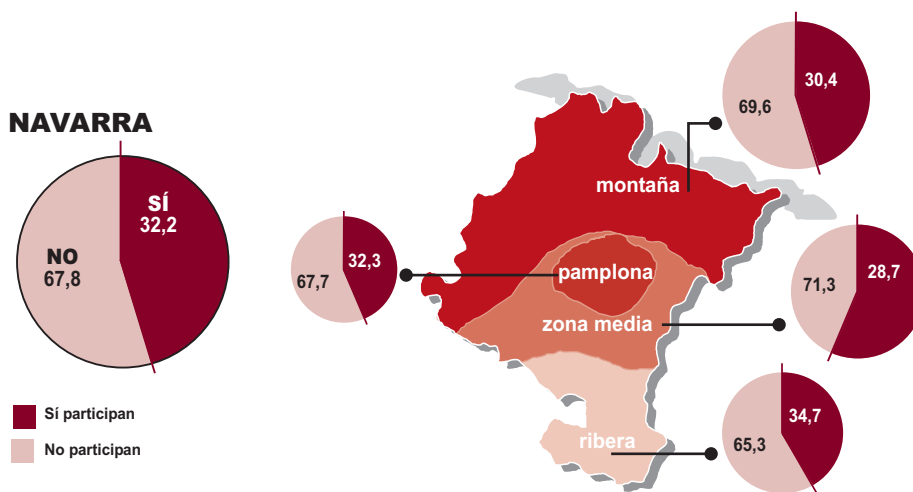 NAVARRA
SÍ
32,2
NO
67,8
Sí participan
No participan
30,4
69,6
montaña
32,3
67,7
pamplona
28,7
71,3
zona media
34,7
65,3
ribera